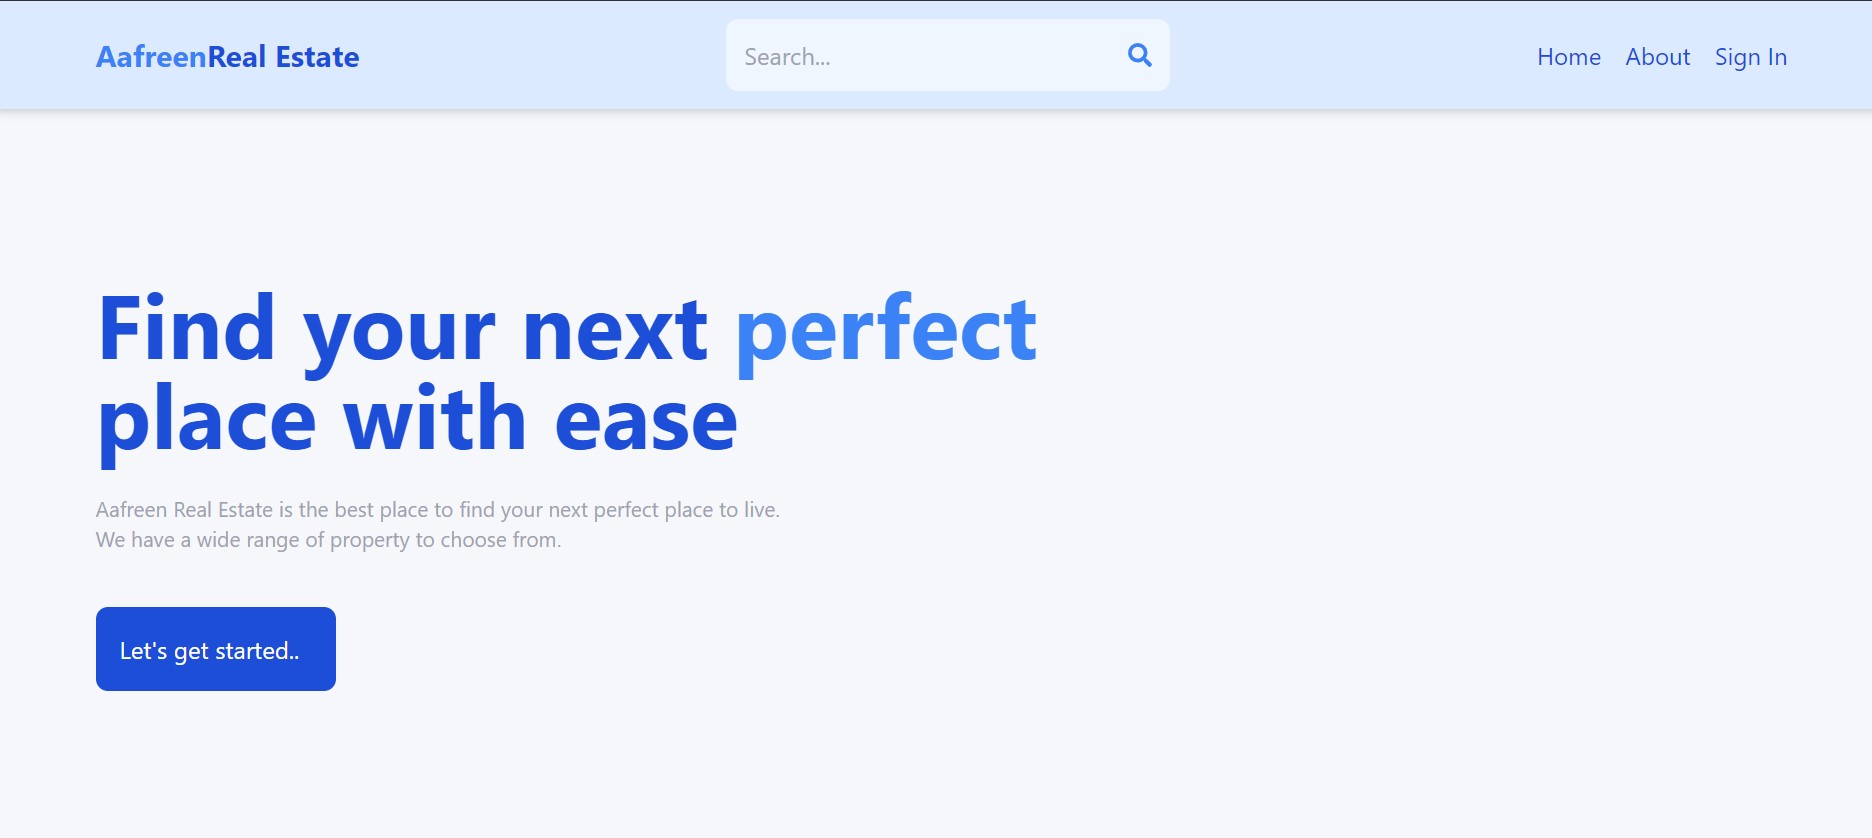 AafreenReal Estate
Search...
Home About Sign In
Find your next perfect
place with ease
Aafreen Real Estate is the best place to find your next perfect place to live.
We have a wide range of property to choose from.
Let's get started..